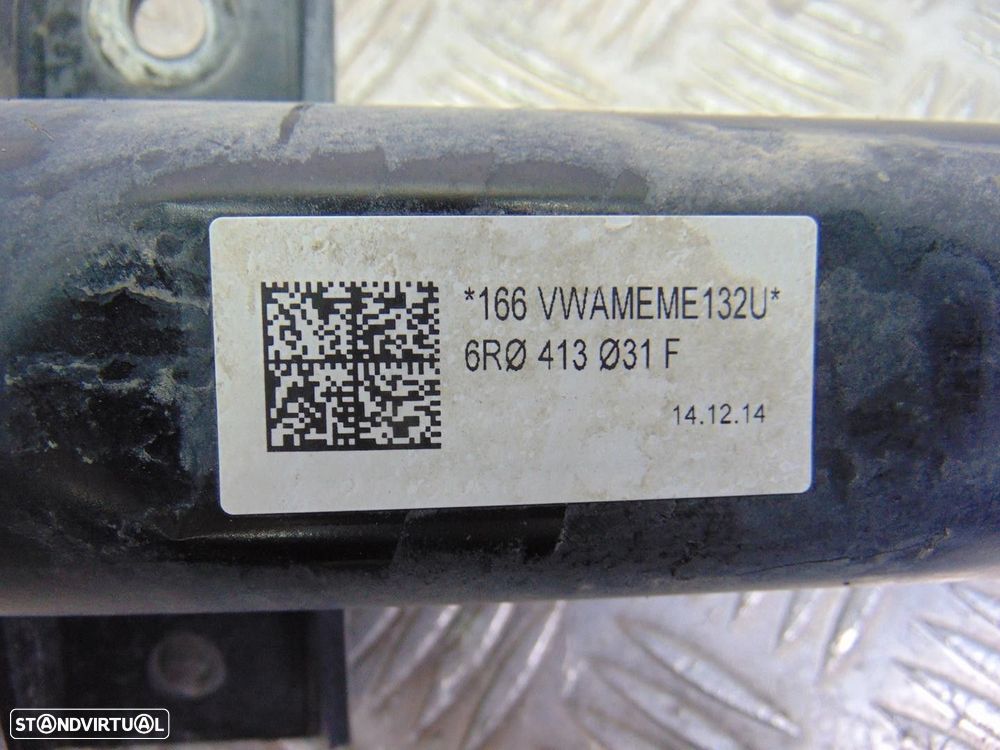 *166 VWAMEME132U*
6RØ 413 Ø31 F
14.12.14
STANDVIRTUAL